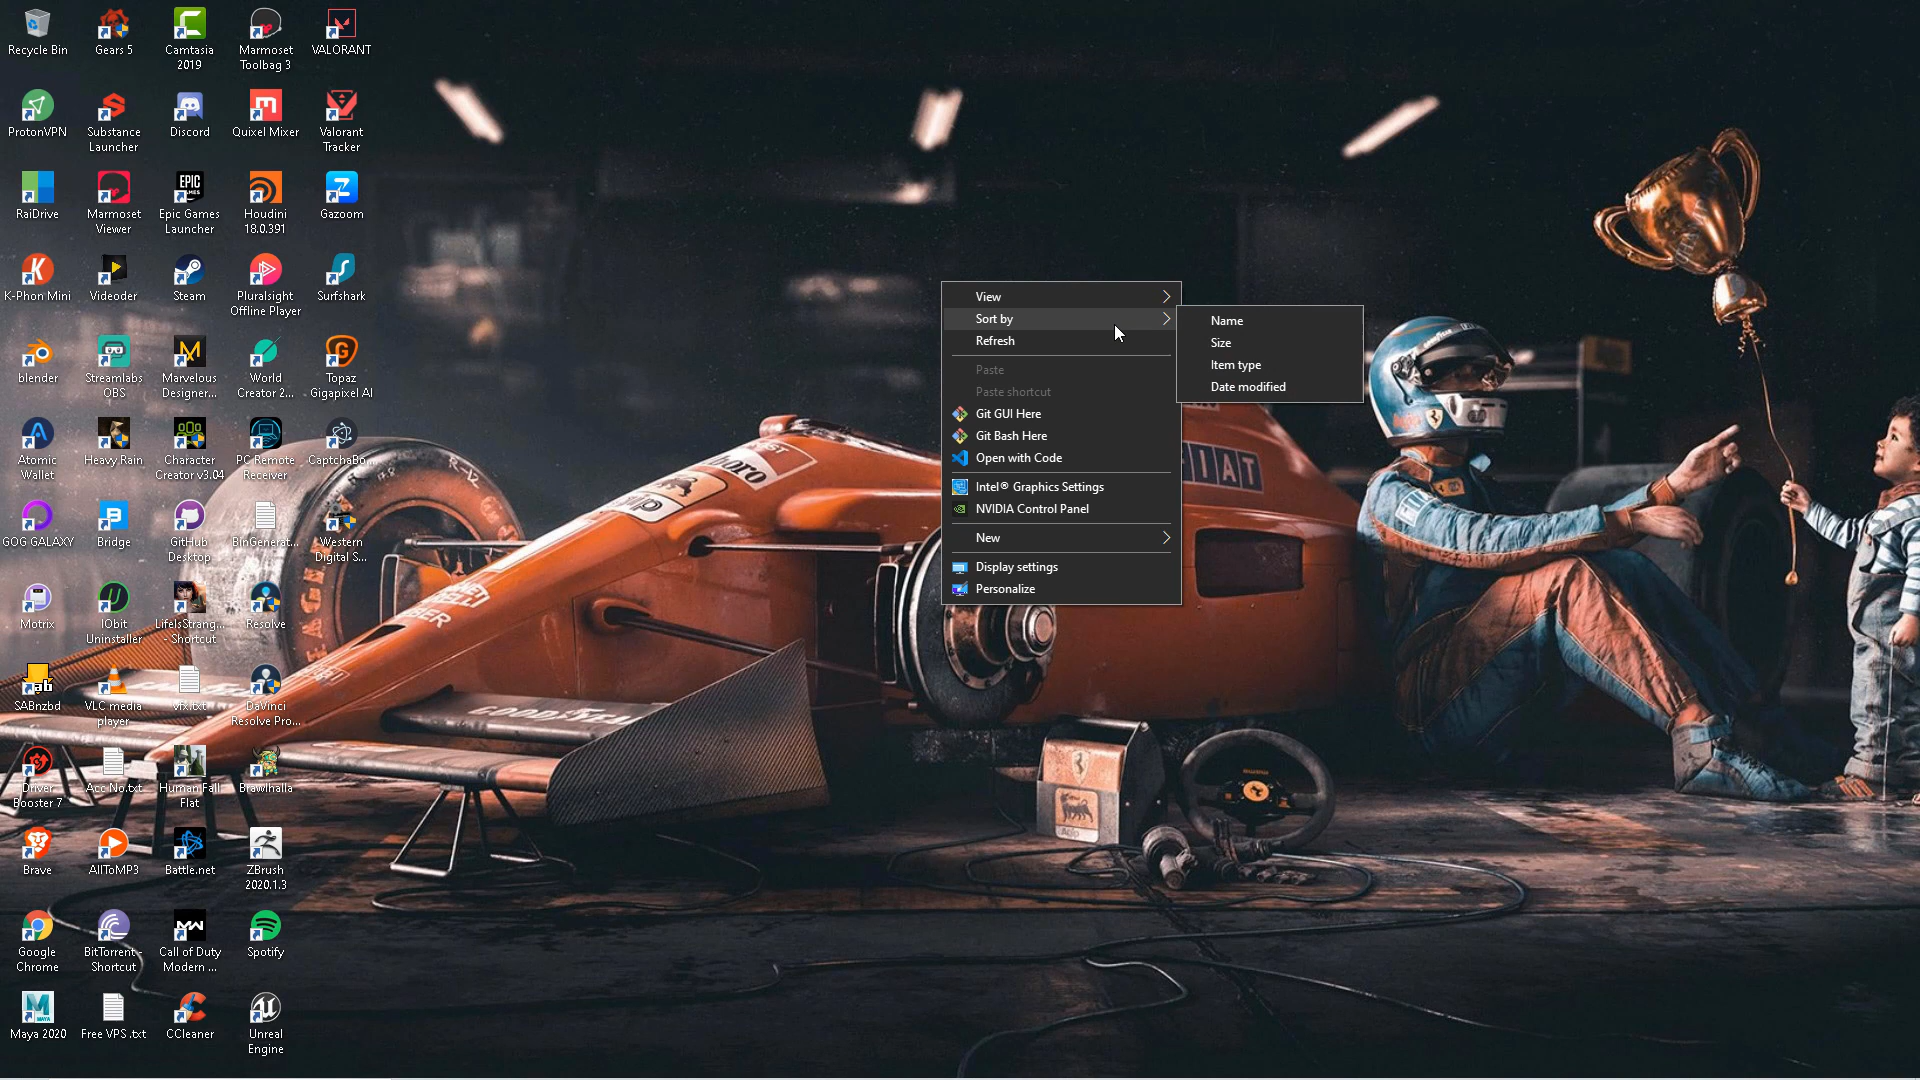 Recycle Bin
Gears 5
Camtasia
2019
Marmoset
Toolbag 3
VALORANT
ProtonVPN
Substance
Launcher
Discord
Quixel Mixer
Valorant
Tracker
RaiDrive
Marmoset
Viewer
EPIC
GAMES
Epic Games
Launcher
Houdini
18.0.391
Gazoom
K-Phon Mini
Videoder
Steam
Pluralsight
Offline Player
Surfshark
blender
Streamlabs
OBS
Marvelous
Designer...
World
Creator 2...
Topaz
Gigapixel AI
Atomic
Wallet
Heavy Rain
Character
Creator v3.04
PC Remote
Receiver
CaptchaBo...
GOG GALAXY
Bridge
GitHub
Desktop
BinGenerat...
Western
Digital S...
Motrix
IObit
Uninstaller
LifeIsStrang...
- Shortcut
Resolve
SABnzbd
VLC media
player
vfx.txt
DaVinci
Resolve Pro...
Driver
Booster 7
Acc No.txt
Human Fall
Flat
Brawlhalla
Brave
AllToMP3
Battle.net
ZBrush
2020.1.3
Google
Chrome
BitTorrent -
Shortcut
Call of Duty
Modern ...
Spotify
Maya 2020
Free VPS .txt
CCleaner
Unreal
Engine
View
Sort by
Refresh
Paste
Paste shortcut
Git GUI Here
Git Bash Here
Open with Code
Intel® Graphics Settings
NVIDIA Control Panel
New
Display settings
Personalize
Name
Size
Item type
Date modified
FIAT